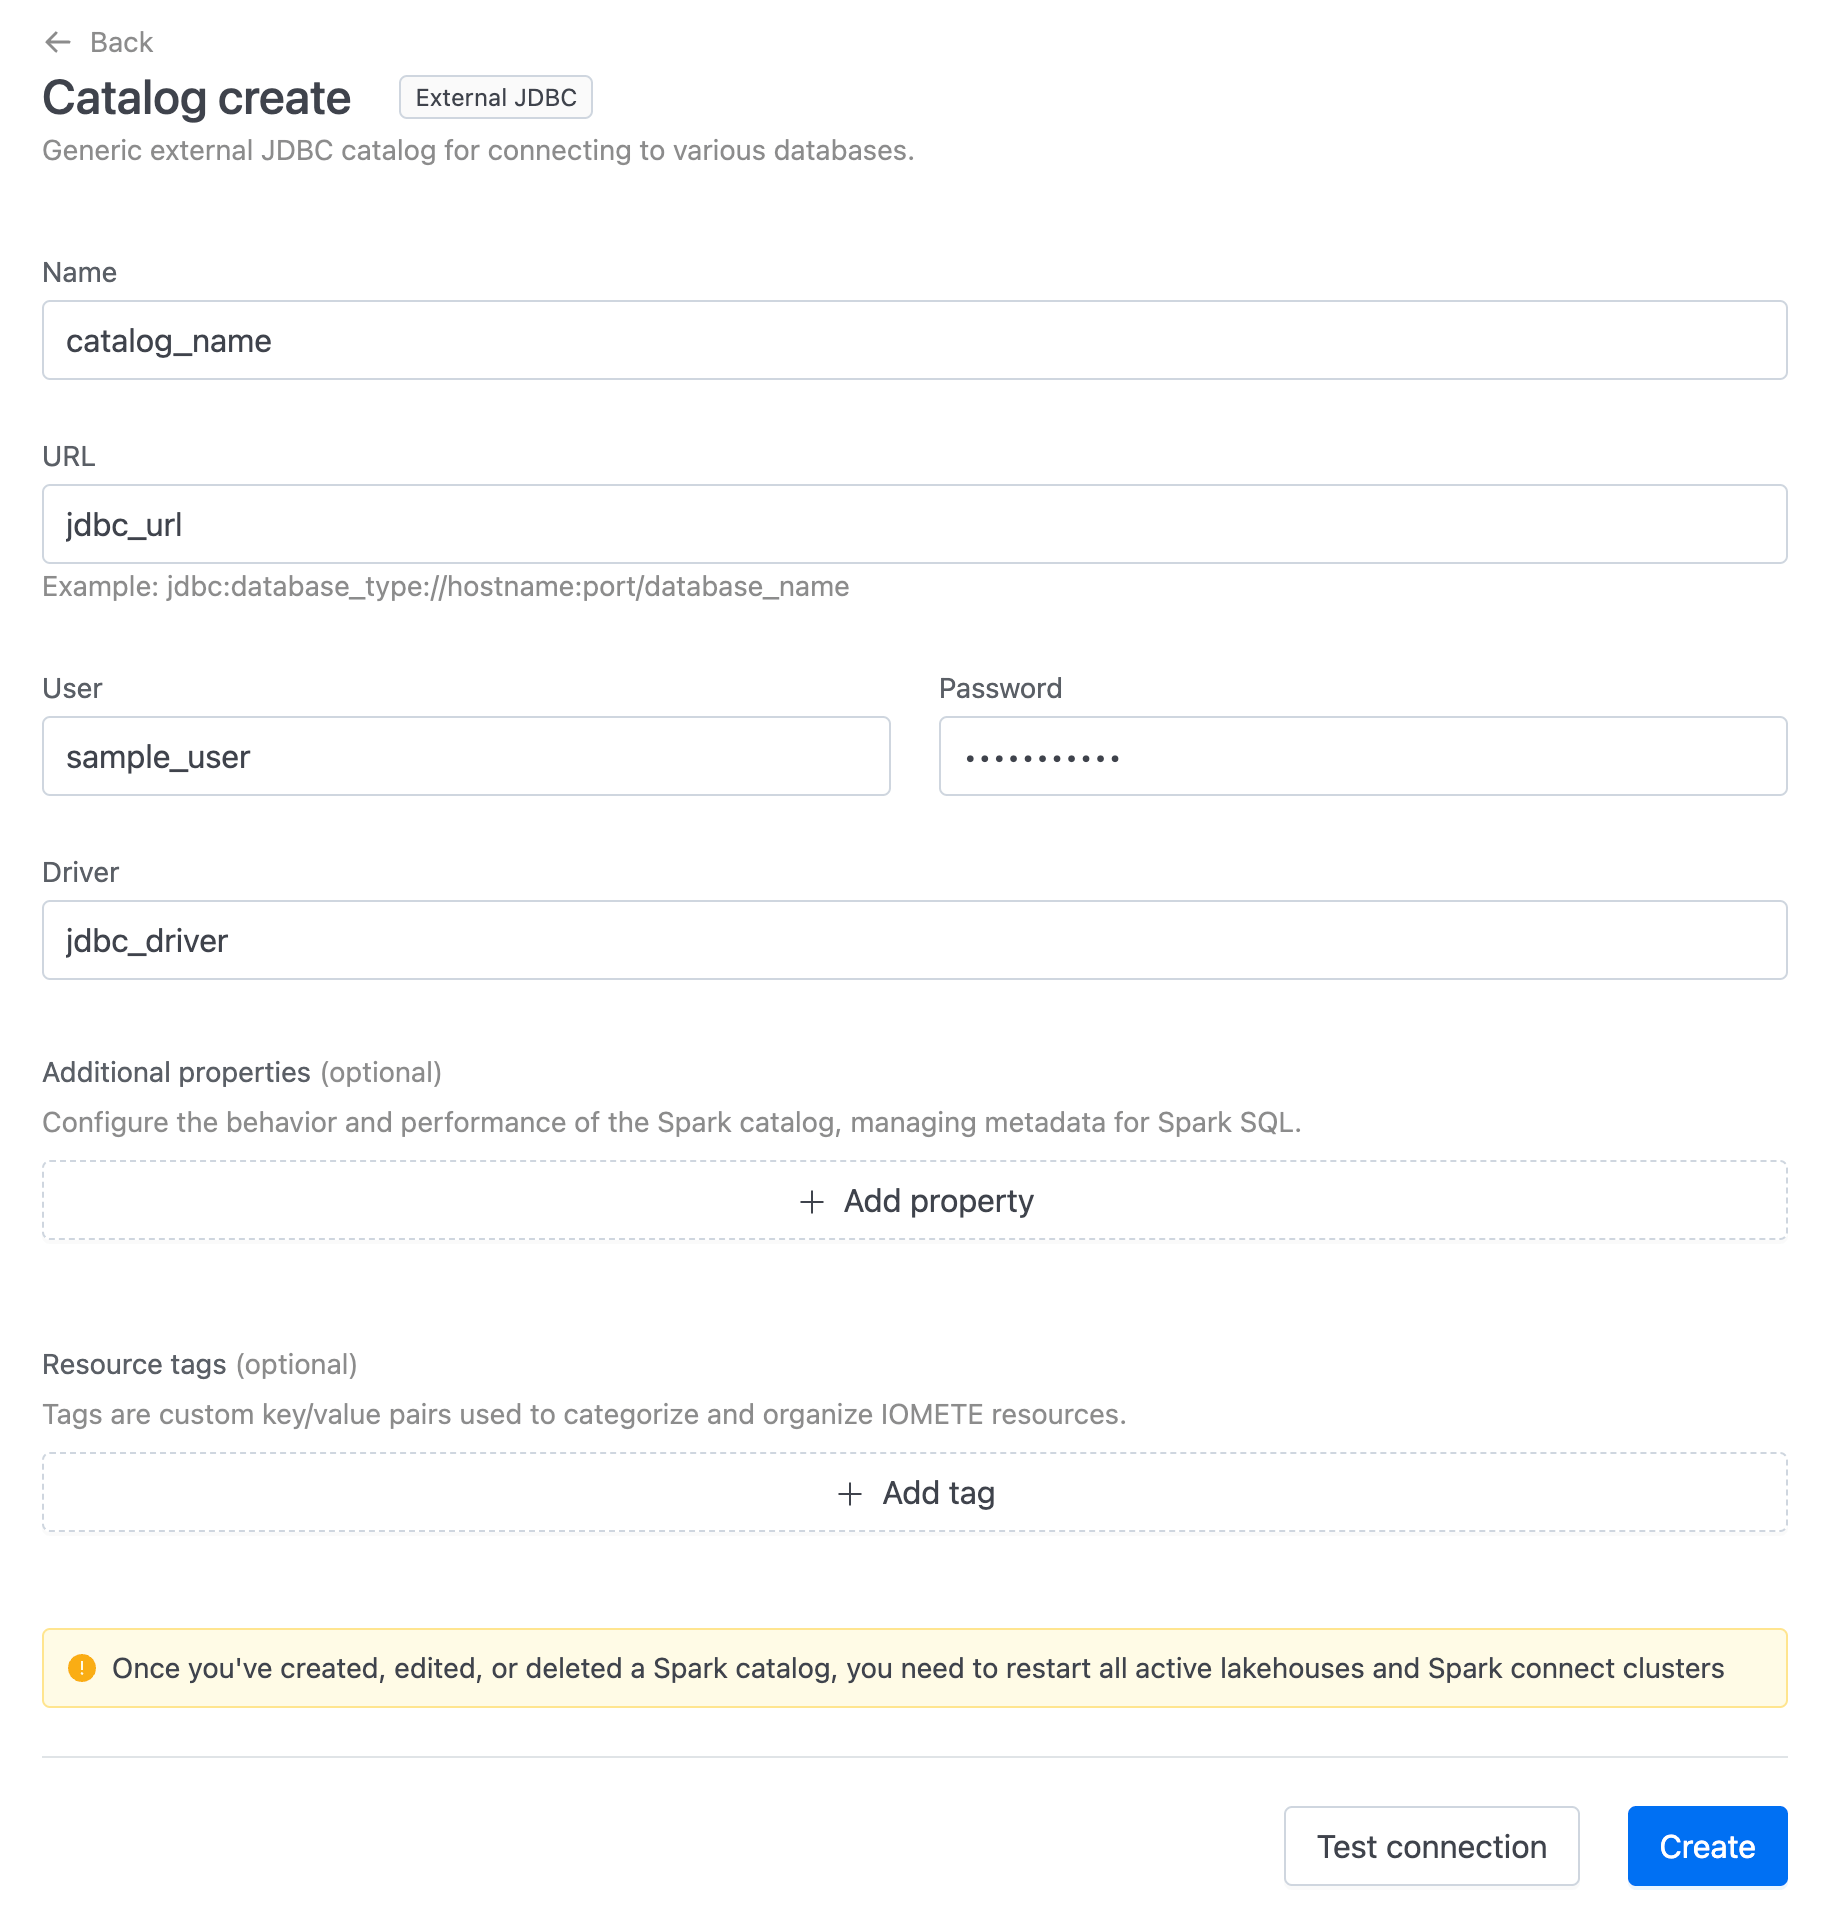 Back
Catalog create
External JDBC
Generic external JDBC catalog for connecting to various databases.
Name
catalog_name
URL
jdbc_url
Example: jdbc:database_type://hostname:port/database_name
User
Password
sample_user
•••••••••••
Driver
jdbc_driver
Additional properties (optional)
Configure the behavior and performance of the Spark catalog, managing metadata for Spark SQL.
+ Add property
Resource tags (optional)
Tags are custom key/value pairs used to categorize and organize IOMETE resources.
+ Add tag
Once you've created, edited, or deleted a Spark catalog, you need to restart all active lakehouses and Spark connect clusters
Test connection
Create